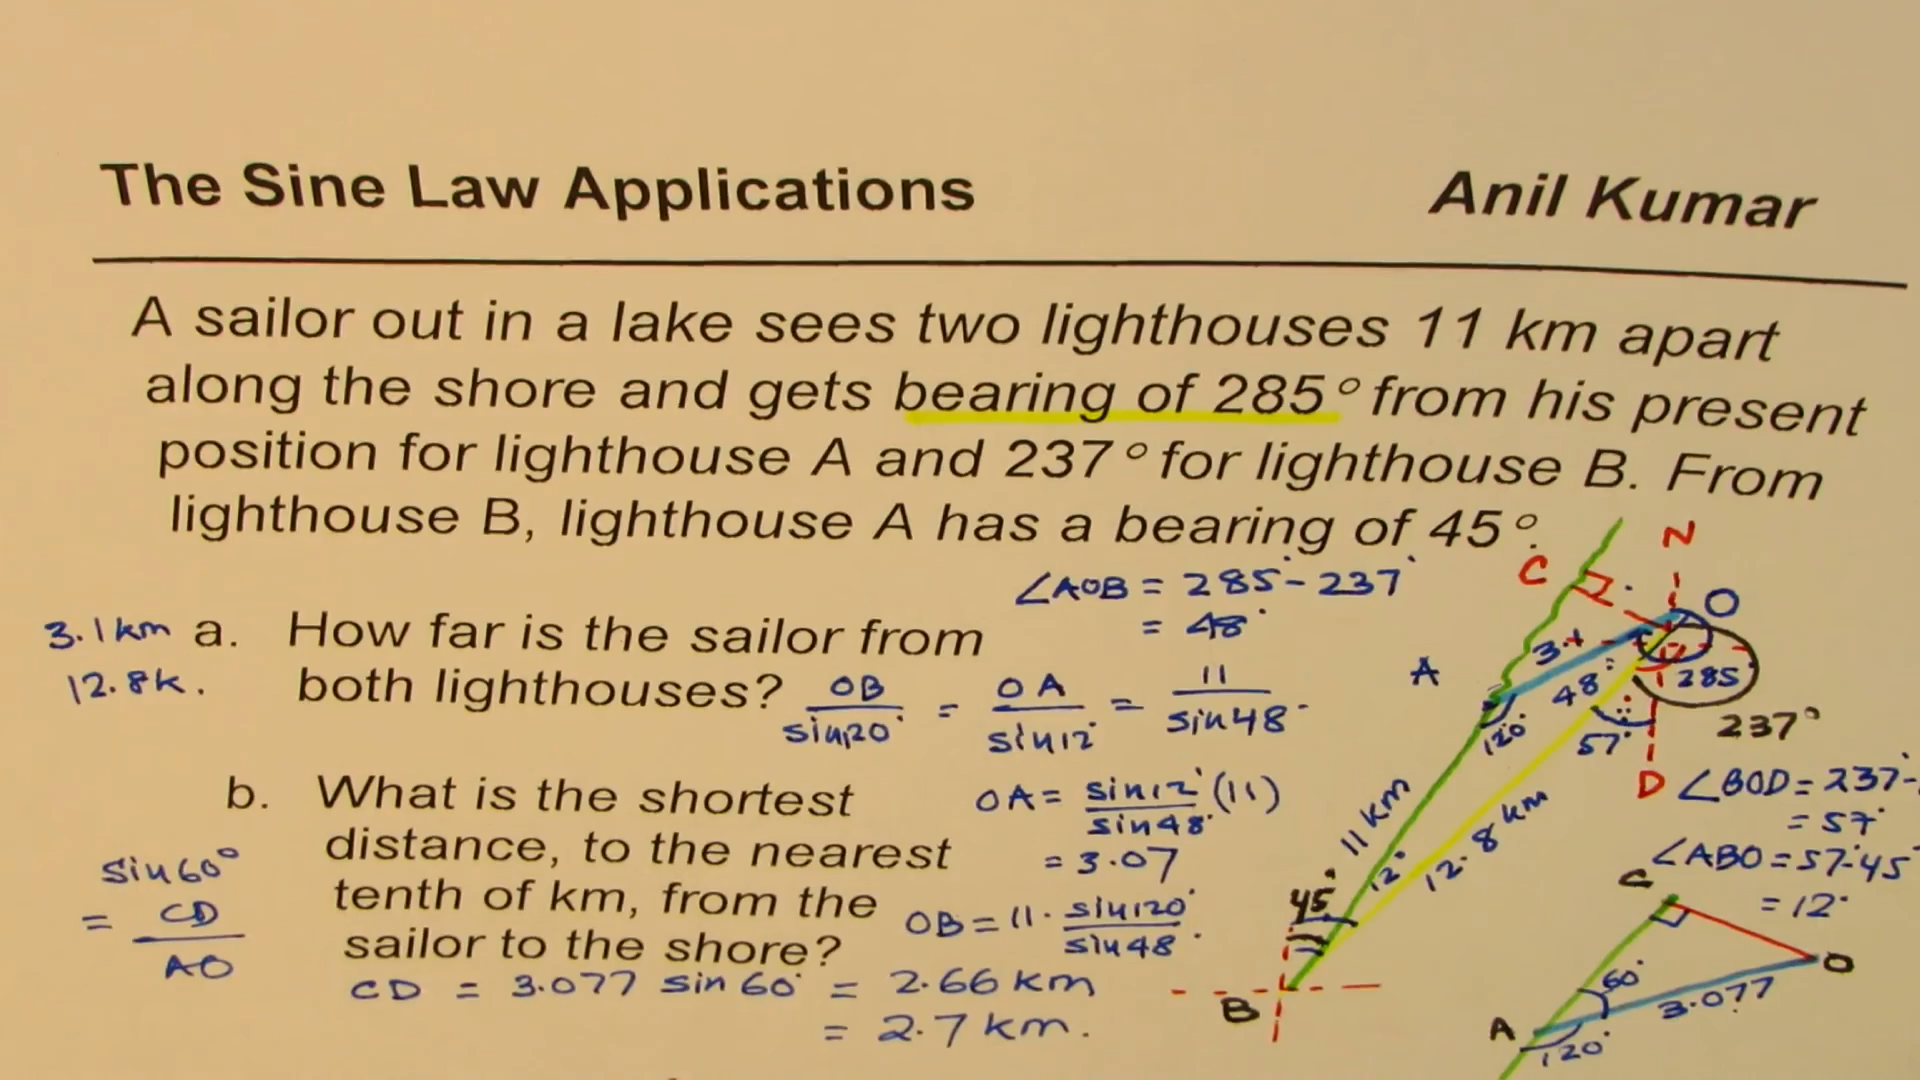 The Sine Law Applications
Anil Kumar
A sailor out in a lake sees two lighthouses 11 km apart
along the shore and gets bearing of 285° from his present
position for lighthouse A and 237° for lighthouse B. From
lighthouse B, lighthouse A has a bearing of 45°.
∠AOB = 285° - 237°
= 48°
3.1km
12.8k.
a. How far is the sailor from
both lighthouses?
OB/sin120° = OA/sin12° = 11/sin48°
b. What is the shortest
distance, to the nearest
tenth of km, from the
sailor to the shore?
OA = sin12°/sin48° (11)
= 3.07
OB = 11 · sin120°/sin48°
sin60°
= CD/AO
CD = 3.077 sin 60° = 2.66 km
= 2.7 km.
N
C
O
3.1
A
48°
285
120°
57°
237°
D
11 km
12°
12.8 km
45°
B
∠BOD = 237-
= 57°
∠ABO = 57°-45°
= 12°
C
60°
O
3.077
A
120°